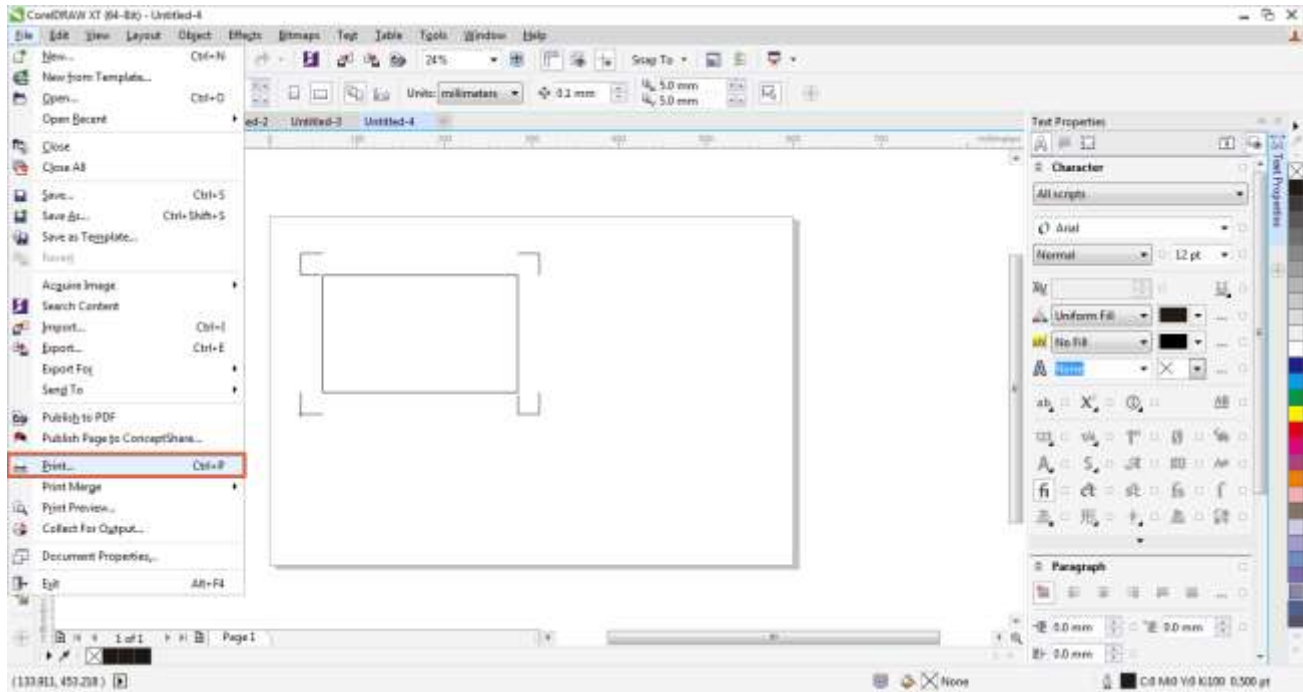 CorelDRAW X7 (64-Bit) - Untitled-4
File Edit View Layout Object Effects Bitmaps Text Table Tools Window Help
New... Ctrl+N
24% Snap To
New from Template...
Open... Ctrl+O
Units: millimeters 0.1 mm 5.0 mm
5.0 mm
Open Recent
ed-2 Untitled-3 Untitled-4
Close
Close All
Save... Ctrl+S
Save As... Ctrl+Shift+S
Save as Template...
Revert
Acquire Image
Search Content
Import... Ctrl+I
Export... Ctrl+E
Export For
Send To
Publish to PDF
Publish Page to ConceptShare...
Print... Ctrl+P
Print Merge
Print Preview...
Collect For Output...
Document Properties...
Exit Alt+F4
Text Properties
Text Properties
Character
All scripts
Arial
Normal 12 pt
Uniform Fill
No Fill
None
Paragraph
0.0 mm 0.0 mm
0.0 mm
1 of 1 Page 1
None C:0 M:0 Y:0 K:100 0.500 pt